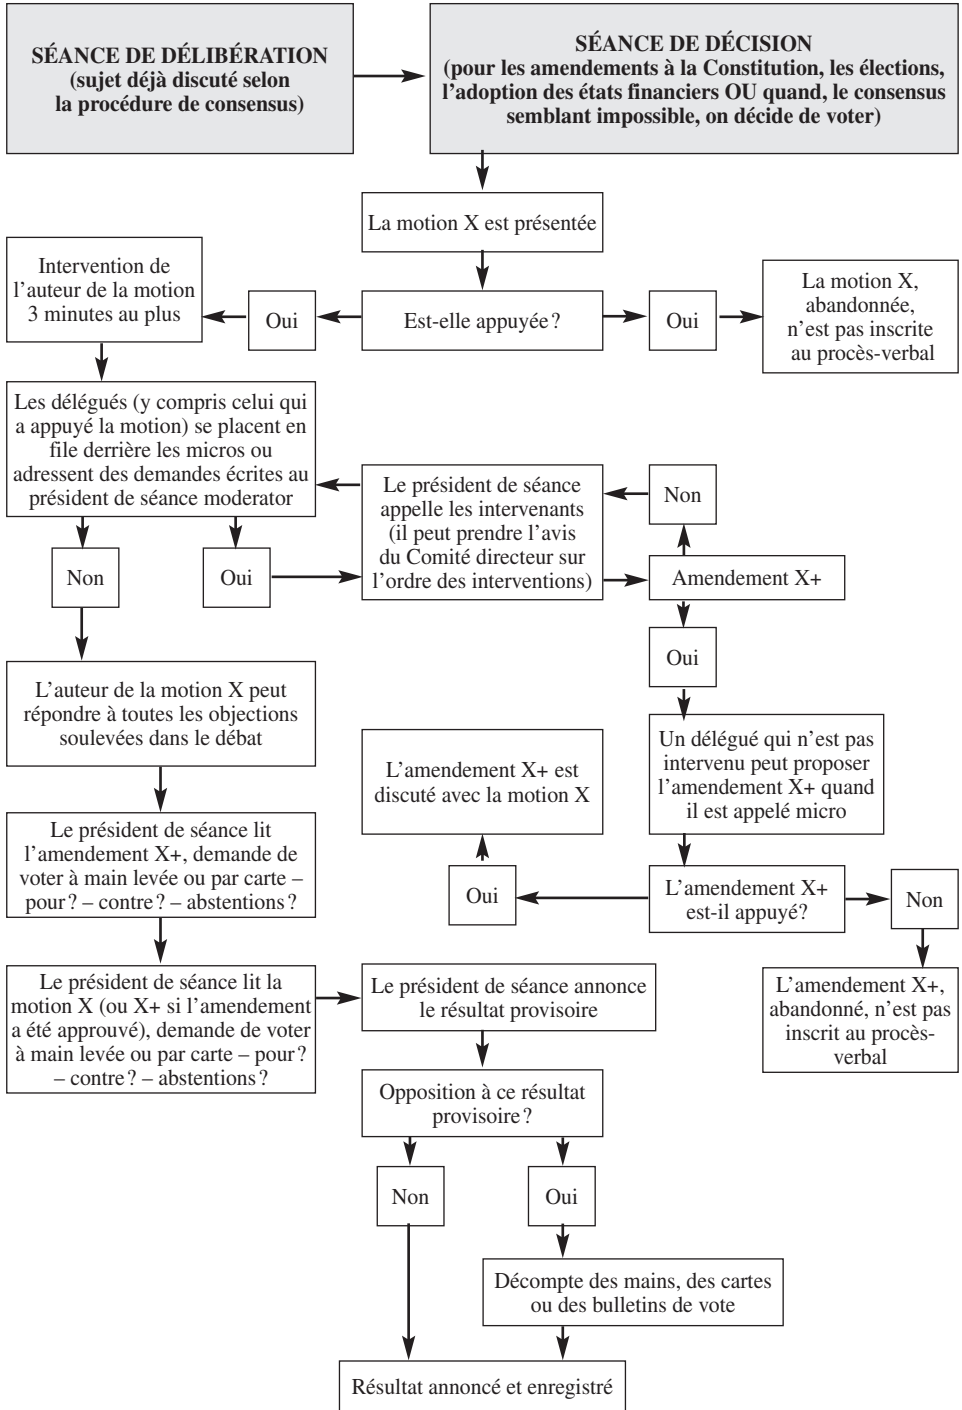 SÉANCE DE DÉLIBÉRATION
(sujet déjà discuté selon
la procédure de consensus)
SÉANCE DE DÉCISION
(pour les amendements à la Constitution, les élections,
l'adoption des états financiers OU quand, le consensus
semblant impossible, on décide de voter)
La motion X est présentée
Intervention de
l'auteur de la motion
3 minutes au plus
Oui
Est-elle appuyée ?
Oui
La motion X,
abandonnée,
n'est pas inscrite
au procès-verbal
Les délégués (y compris celui qui
a appuyé la motion) se placent en
file derrière les micros ou
adressent des demandes écrites au
président de séance moderator
Le président de séance
appelle les intervenants
(il peut prendre l'avis
du Comité directeur sur
l'ordre des interventions)
Non
Non
Oui
Amendement X+
Oui
L'auteur de la motion X peut
répondre à toutes les objections
soulevées dans le débat
L'amendement X+ est
discuté avec la motion X
Un délégué qui n'est pas
intervenu peut proposer
l'amendement X+ quand
il est appelé micro
Le président de séance lit
l'amendement X+, demande de
voter à main levée ou par carte –
pour ? – contre ? – abstentions ?
Oui
L'amendement X+
est-il appuyé?
Non
Le président de séance lit la
motion X (ou X+ si l'amendement
a été approuvé), demande de voter
à main levée ou par carte – pour ?
– contre ? – abstentions ?
Le président de séance annonce
le résultat provisoire
L'amendement X+,
abandonné, n'est pas
inscrit au procès-
verbal
Opposition à ce résultat
provisoire ?
Non
Oui
Décompte des mains, des cartes
ou des bulletins de vote
Résultat annoncé et enregistré